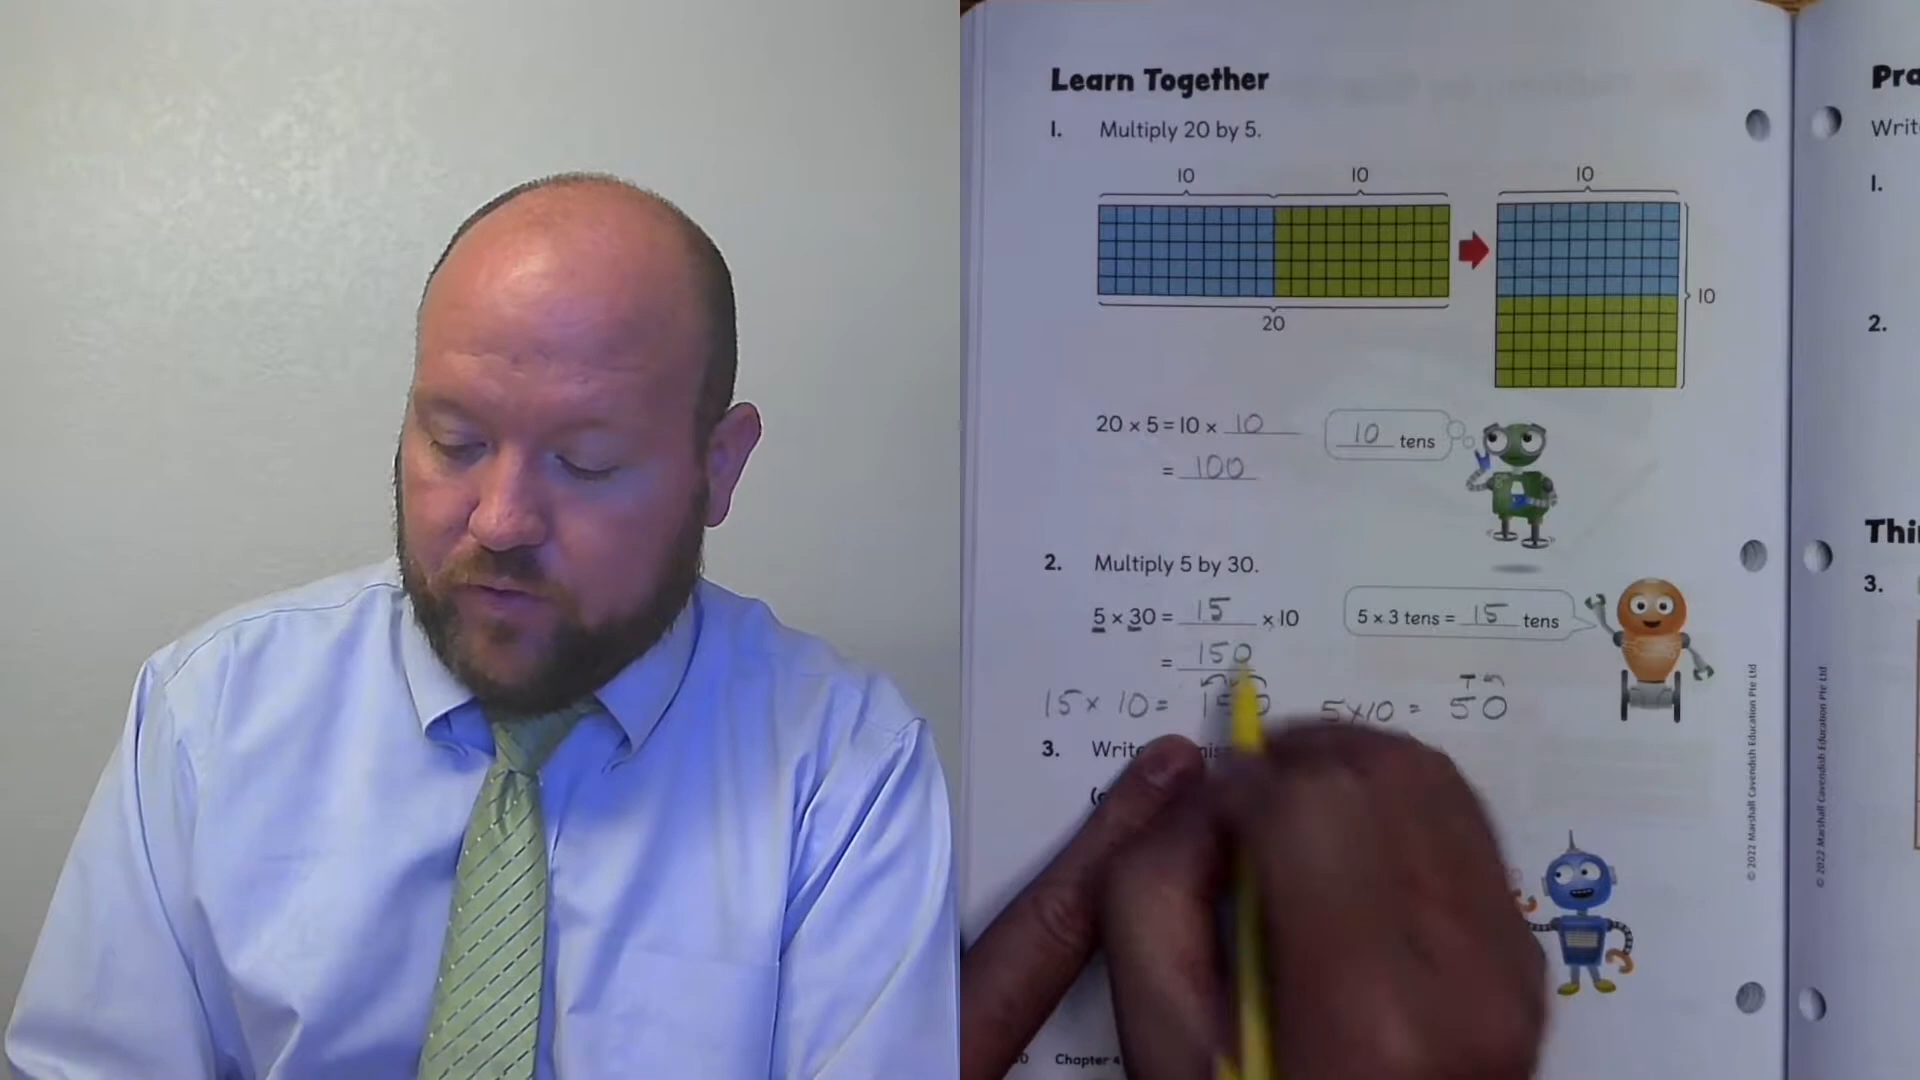 Learn Together
1. Multiply 20 by 5.
10 10 10
10
20
20 × 5 = 10 × 10
10 tens
= 100
2. Multiply 5 by 30.
5 × 30 = 15 × 10
5 × 3 tens = 15 tens
= 150
15 × 10 = 5×10 = 50
T
3. Write
Chapter 4
© 2022 Marshall Cavendish Education Pte Ltd
© 2022 Marshall Cavendish Education Pte Ltd
1.
2.
3.